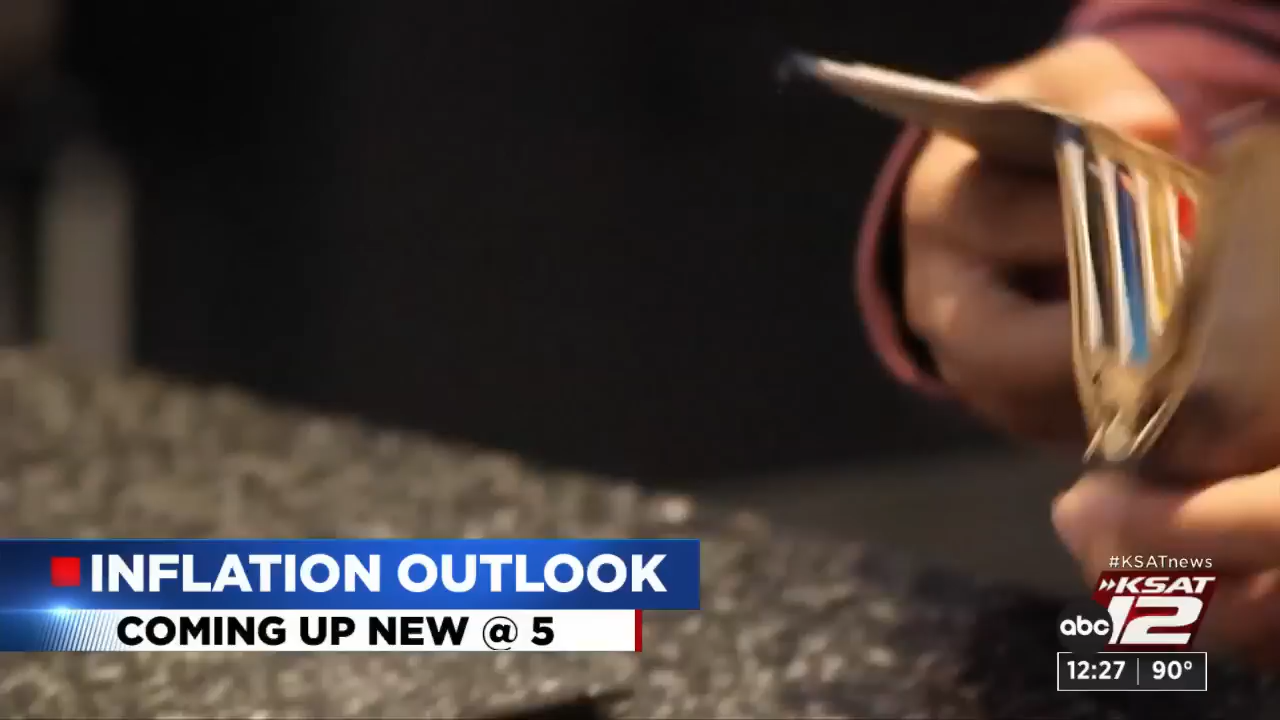 INFLATION OUTLOOK
COMING UP NEW @ 5
#KSATnews
KSAT
abc 12
12:27 | 90°